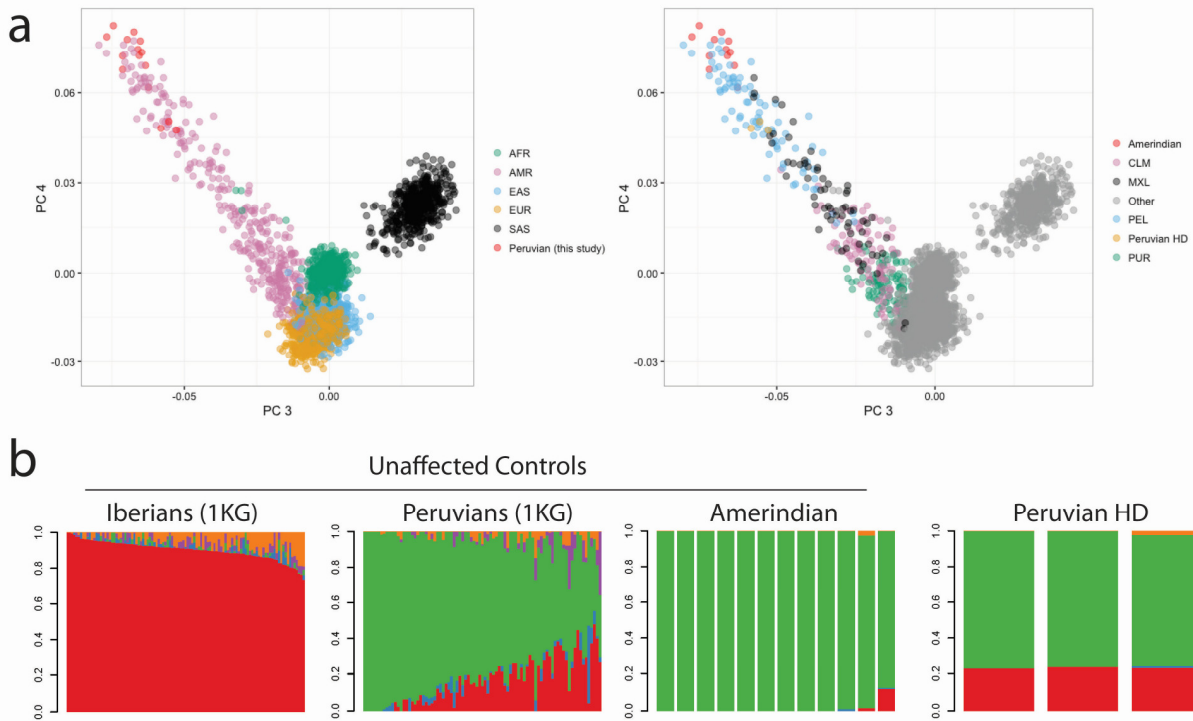 a
PC 4
0.06
0.03
0.00
-0.03
-0.05
0.00
PC 3
AFR
AMR
EAS
EUR
SAS
Peruvian (this study)
PC 4
0.06
0.03
0.00
-0.03
-0.05
0.00
PC 3
Amerindian
CLM
MXL
Other
PEL
Peruvian HD
PUR
b
Unaffected Controls
Iberians (1KG)
Peruvians (1KG)
Amerindian
Peruvian HD
1.0
0.8
0.6
0.4
0.2
0.0
1.0
0.8
0.6
0.4
0.2
0.0
1.0
0.8
0.6
0.4
0.2
0.0
1.0
0.8
0.6
0.4
0.2
0.0